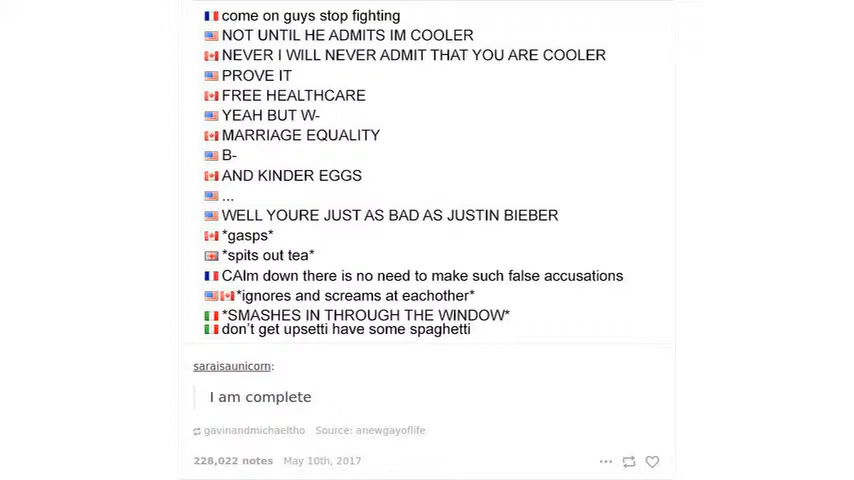 come on guys stop fighting
NOT UNTIL HE ADMITS IM COOLER
NEVER I WILL NEVER ADMIT THAT YOU ARE COOLER
PROVE IT
FREE HEALTHCARE
YEAH BUT W-
MARRIAGE EQUALITY
B-
AND KINDER EGGS
...
WELL YOURE JUST AS BAD AS JUSTIN BIEBER
*gasps*
*spits out tea*
CAlm down there is no need to make such false accusations
*ignores and screams at eachother*
*SMASHES IN THROUGH THE WINDOW*
don't get upsetti have some spaghetti
saraisaunicorn:
I am complete
gavinandmichaeltho Source: anewgayoflife
228,022 notes May 10th, 2017